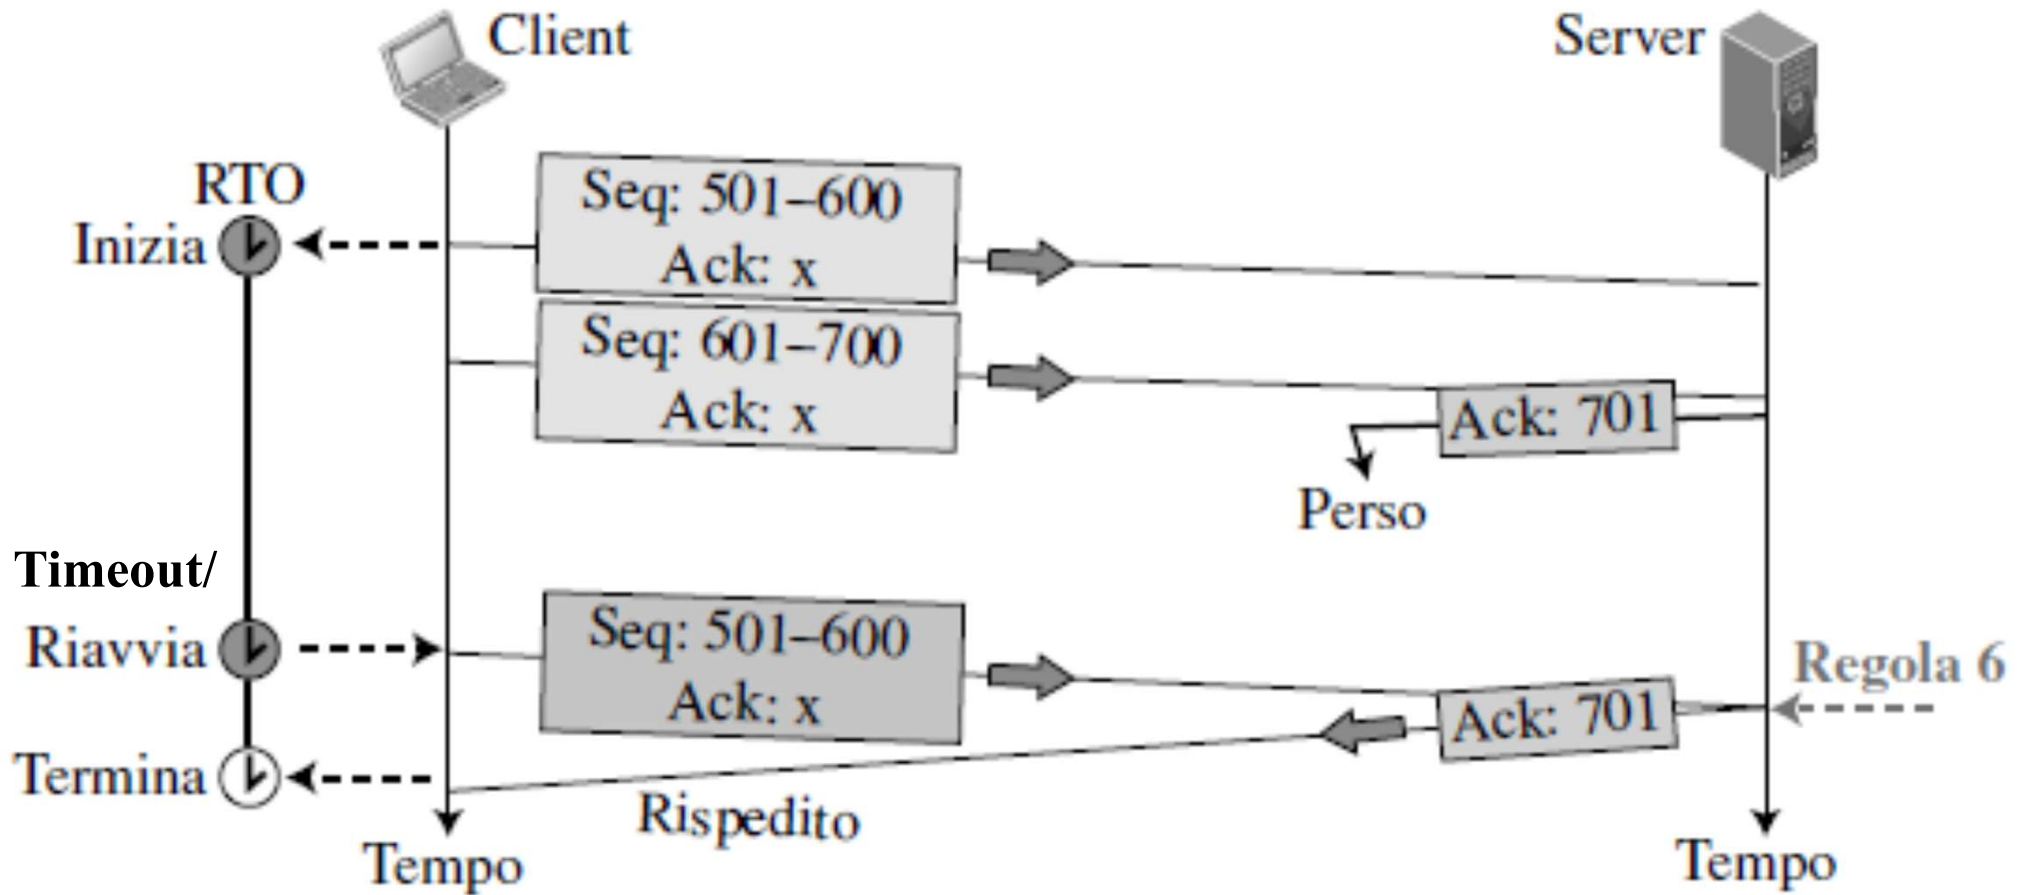 Client
Server
RTO
Inizia
Seq: 501–600
Ack: x
Seq: 601–700
Ack: x
Ack: 701
Perso
Timeout/
Riavvia
Seq: 501–600
Ack: x
Regola 6
Ack: 701
Termina
Rispedito
Tempo
Tempo